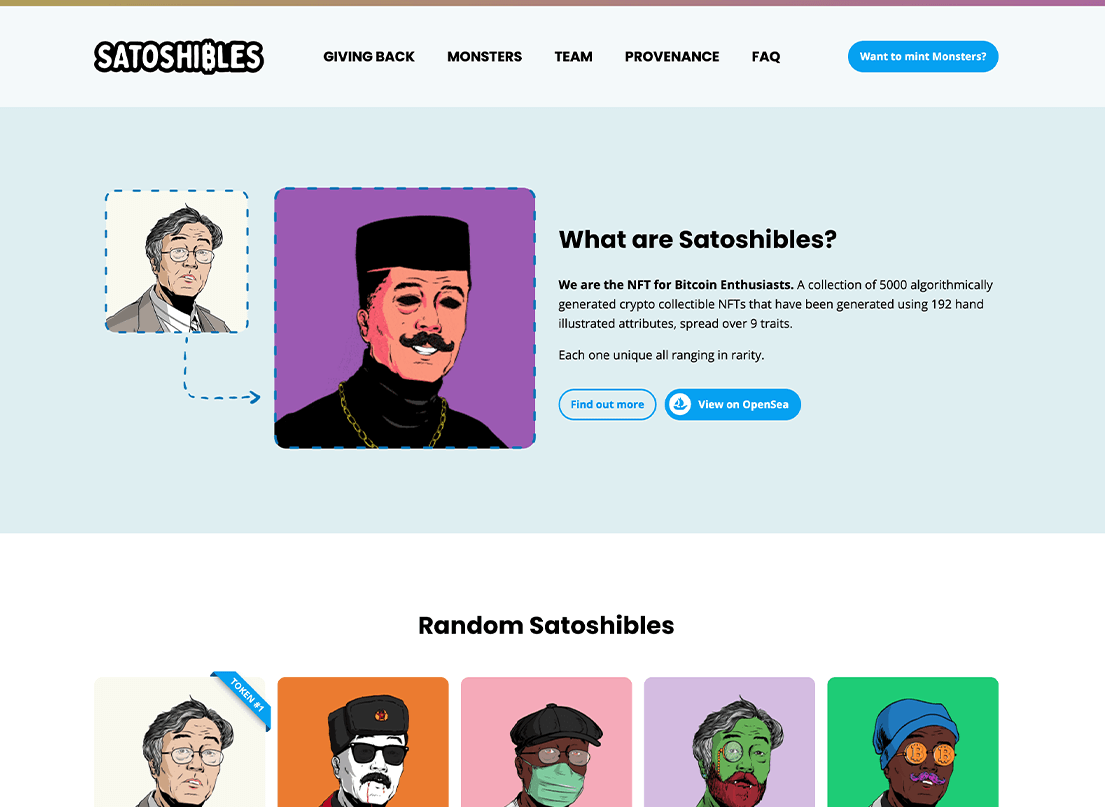 SATOSHIBLES
GIVING BACK
MONSTERS
TEAM
PROVENANCE
FAQ
Want to mint Monsters?
What are Satoshibles?
We are the NFT for Bitcoin Enthusiasts. A collection of 5000 algorithmically
generated crypto collectible NFTs that have been generated using 192 hand
illustrated attributes, spread over 9 traits.
Each one unique all ranging in rarity.
Find out more
View on OpenSea
Random Satoshibles
TOKEN #1